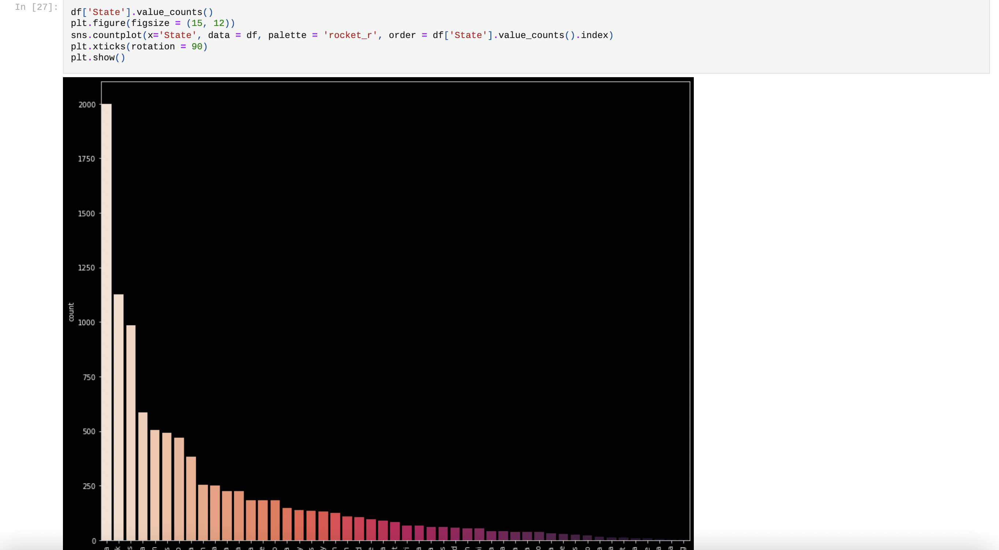 In [27]:
df['State'].value_counts()
plt.figure(figsize = (15, 12))
sns.countplot(x='State', data = df, palette = 'rocket_r', order = df['State'].value_counts().index)
plt.xticks(rotation = 90)
plt.show()
2000
1750
1500
1250
1000
750
500
250
0
count